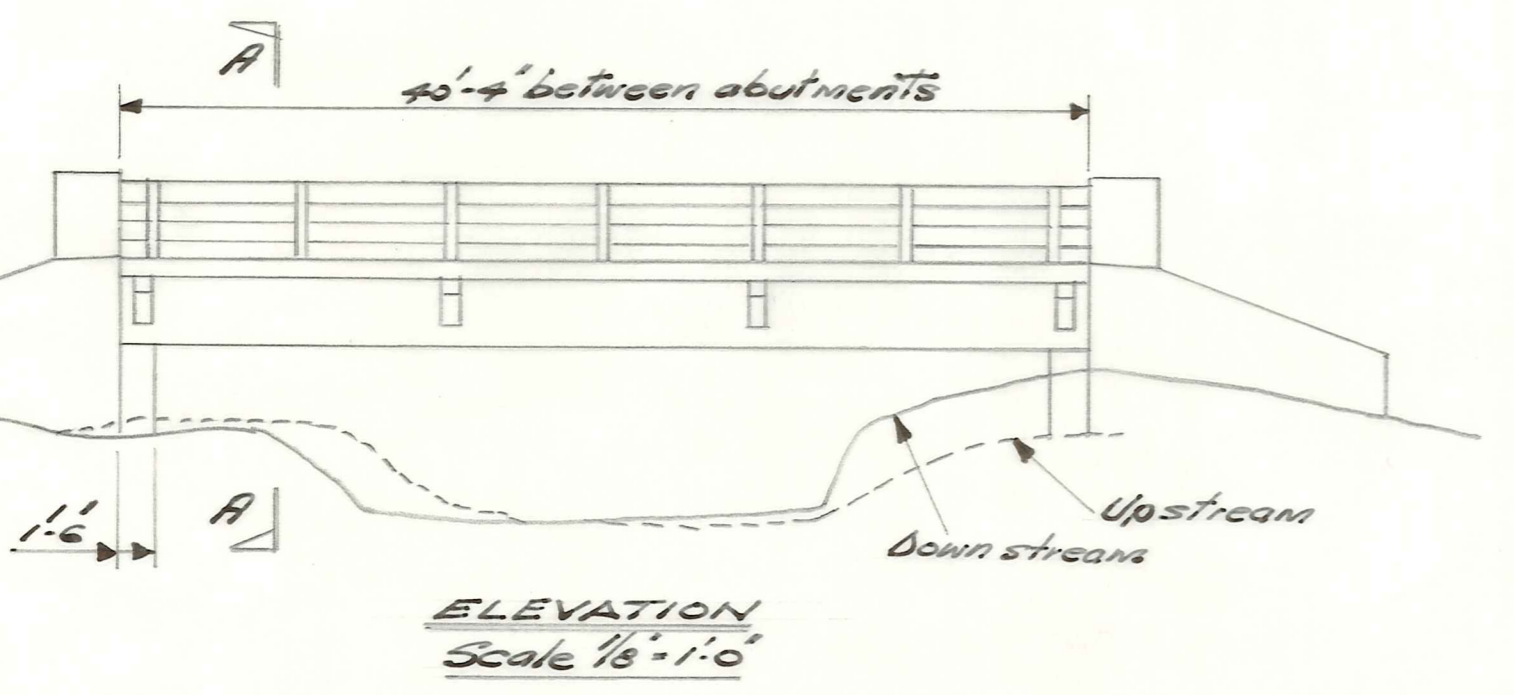 A
40'-4" between abutments
1'-6"
A
Upstream
Down stream
ELEVATION
Scale 1/8" = 1'-0"